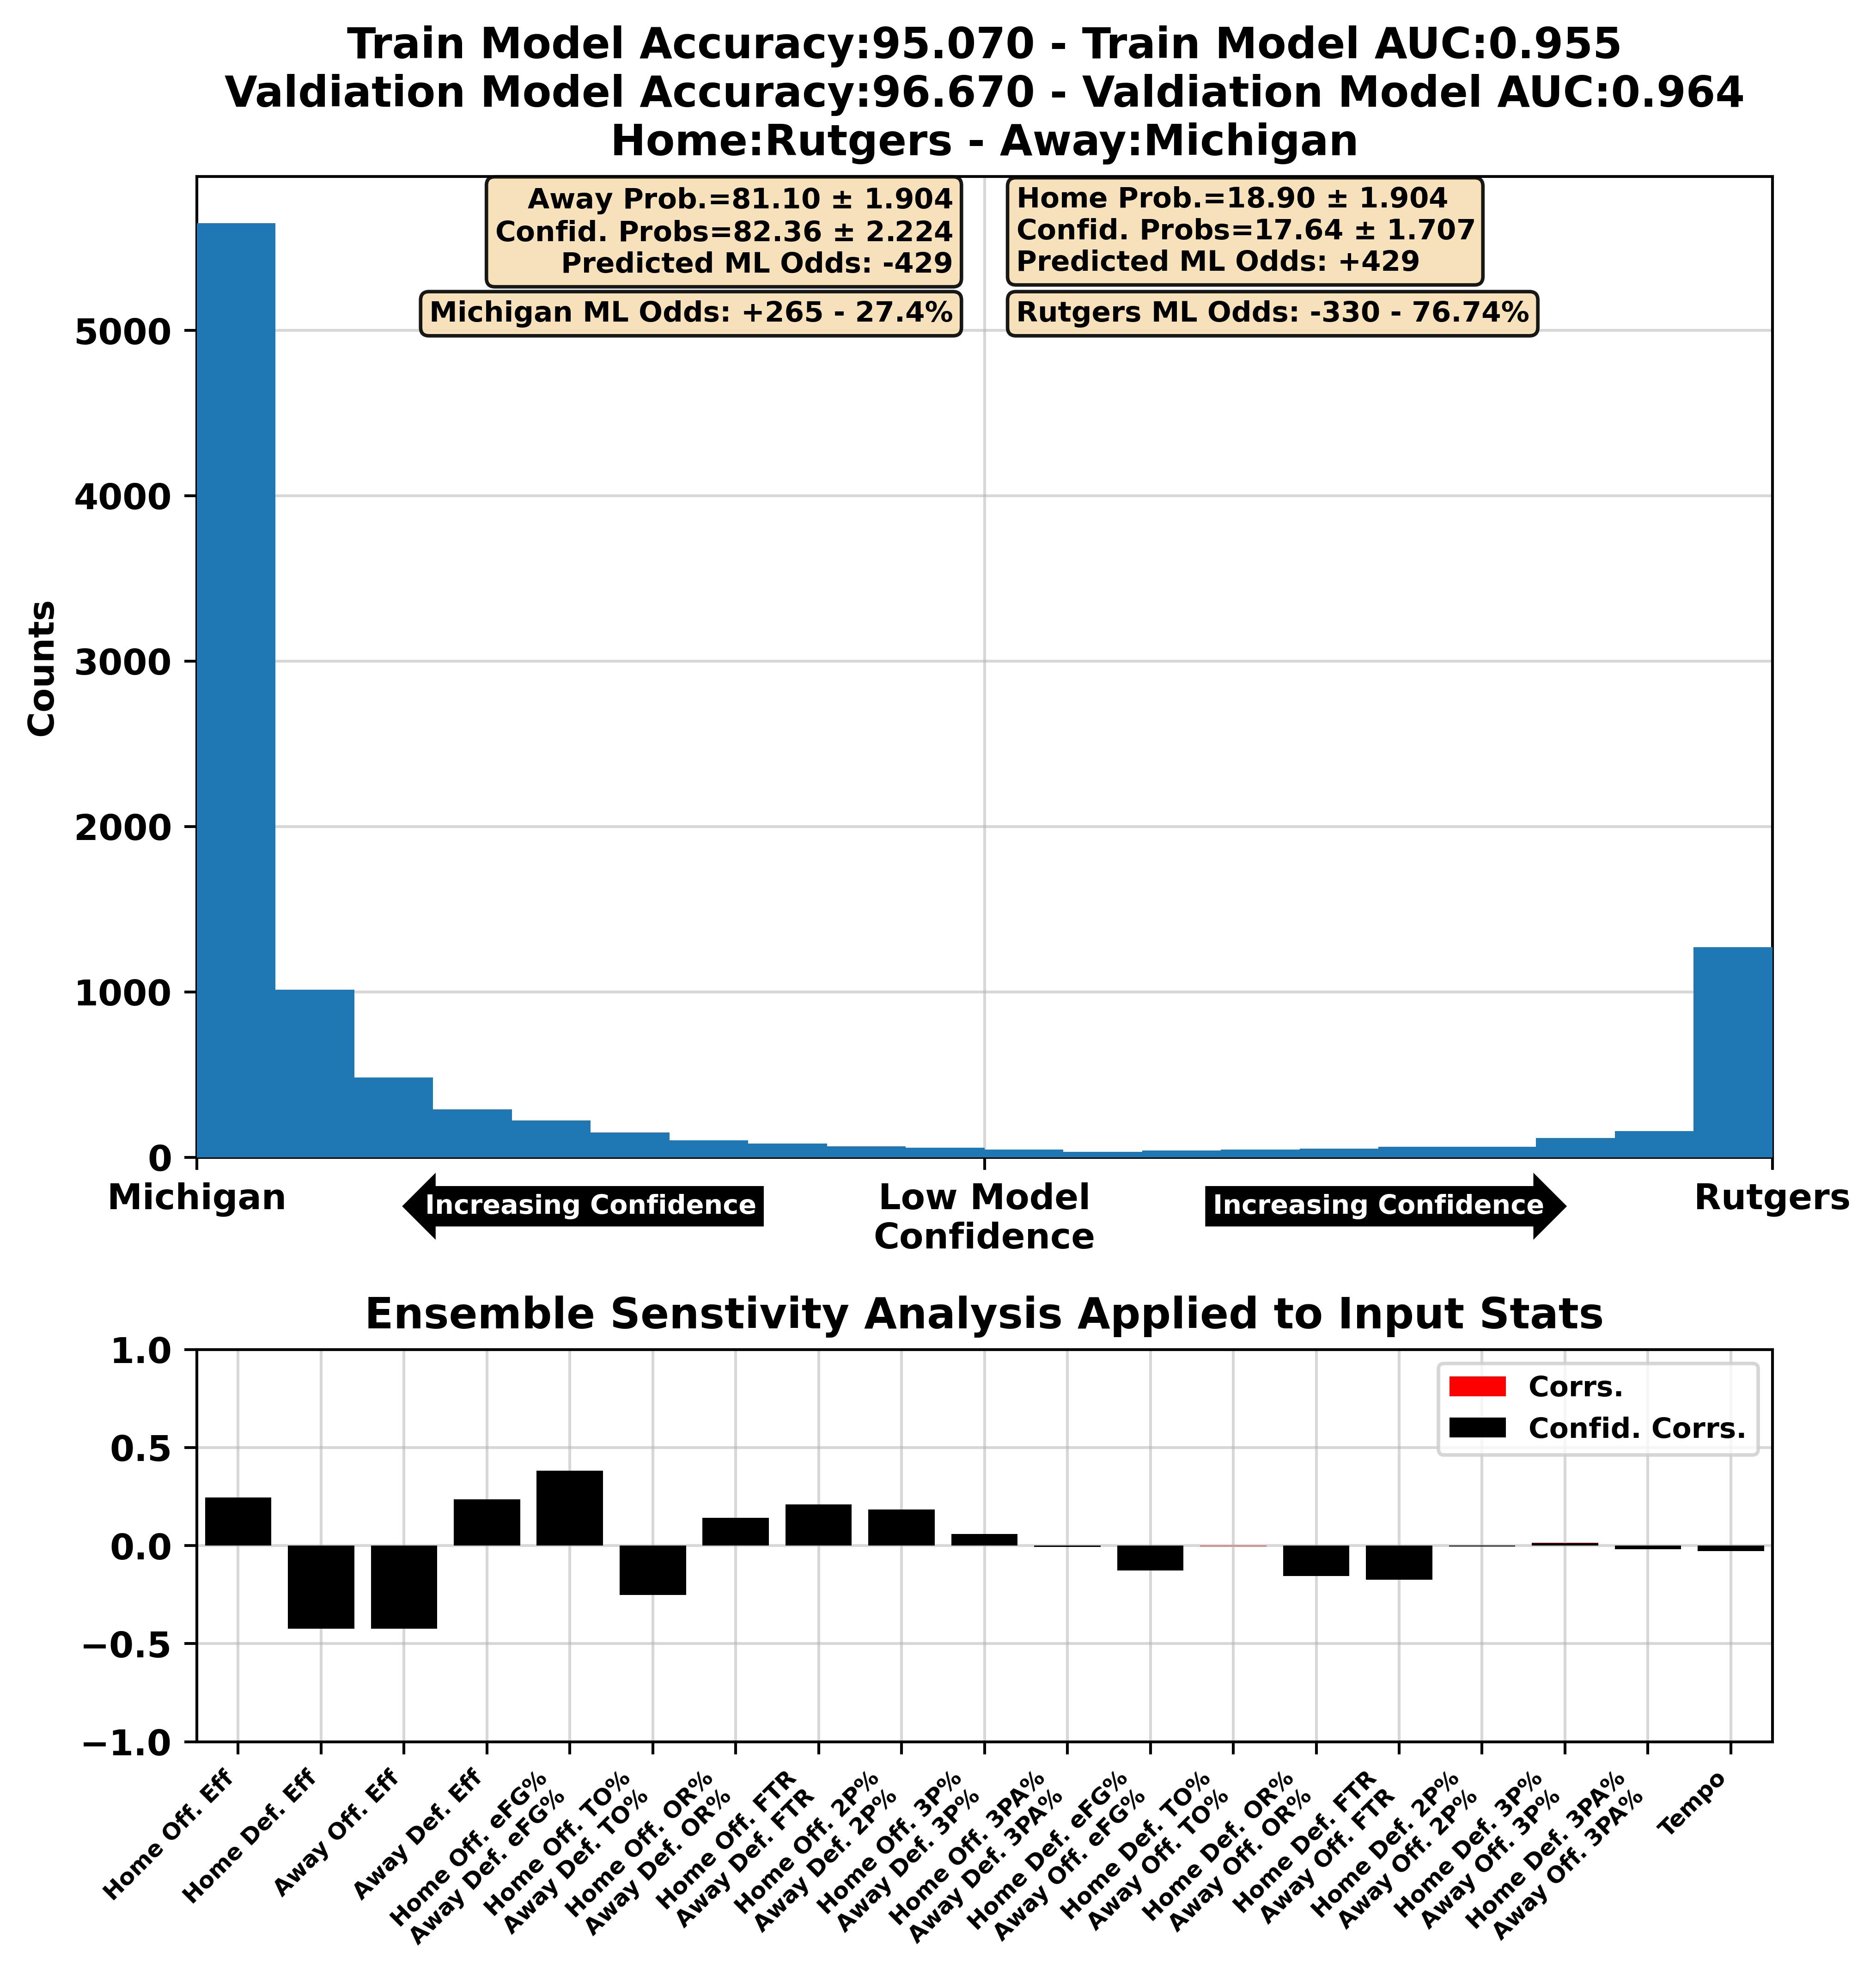 Train Model Accuracy:95.070 - Train Model AUC:0.955
Valdiation Model Accuracy:96.670 - Valdiation Model AUC:0.964
Home:Rutgers - Away:Michigan
Away Prob.=81.10 ± 1.904
Confid. Probs=82.36 ± 2.224
Predicted ML Odds: -429
Michigan ML Odds: +265 - 27.4%
Home Prob.=18.90 ± 1.904
Confid. Probs=17.64 ± 1.707
Predicted ML Odds: +429
Rutgers ML Odds: -330 - 76.74%
Counts
5000
4000
3000
2000
1000
0
Michigan
Increasing Confidence
Low Model
Confidence
Increasing Confidence
Rutgers
Ensemble Senstivity Analysis Applied to Input Stats
1.0
0.5
0.0
−0.5
−1.0
Corrs.
Confid. Corrs.
Home Off. Eff
Home Def. Eff
Away Off. Eff
Away Def. Eff
Home Off. eFG%
Away Def. eFG%
Home Off. TO%
Away Def. TO%
Home Off. OR%
Away Def. OR%
Home Off. FTR
Away Def. FTR
Home Off. 2P%
Away Def. 2P%
Home Off. 3P%
Away Def. 3P%
Home Off. 3PA%
Away Def. 3PA%
Home Def. eFG%
Away Off. eFG%
Home Def. TO%
Away Off. TO%
Home Def. OR%
Away Off. OR%
Home Def. FTR
Away Off. FTR
Home Def. 2P%
Away Off. 2P%
Home Def. 3P%
Away Off. 3P%
Home Def. 3PA%
Away Off. 3PA%
Tempo